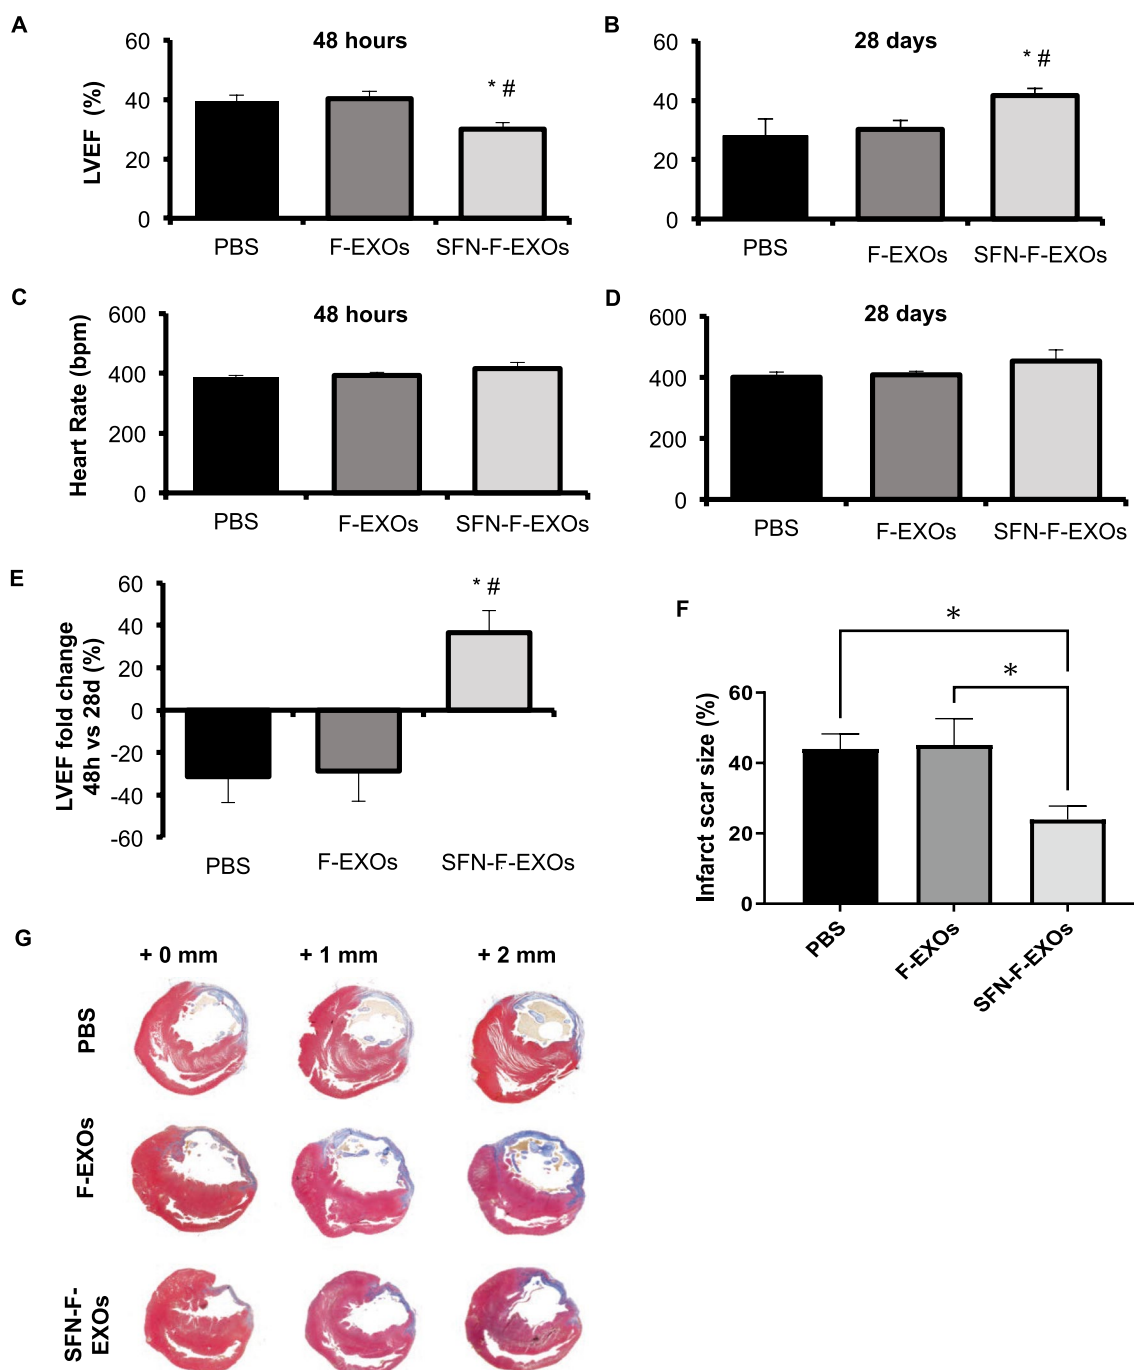 A
48 hours
LVEF (%)
60
40
20
0
* #
PBS
F-EXOs
SFN-F-EXOs
B
28 days
60
40
20
0
* #
PBS
F-EXOs
SFN-F-EXOs
C
48 hours
Heart Rate (bpm)
600
400
200
0
PBS
F-EXOs
SFN-F-EXOs
D
28 days
600
400
200
0
PBS
F-EXOs
SFN-F-EXOs
E
LVEF fold change
48h vs 28d (%)
60
40
20
0
-20
-40
-60
* #
PBS
F-EXOs
SFN-F-EXOs
F
*
*
Infarct scar size (%)
60
40
20
0
PBS
F-EXOs
SFN-F-EXOs
G
+ 0 mm
+ 1 mm
+ 2 mm
PBS
F-EXOs
SFN-F-
EXOs